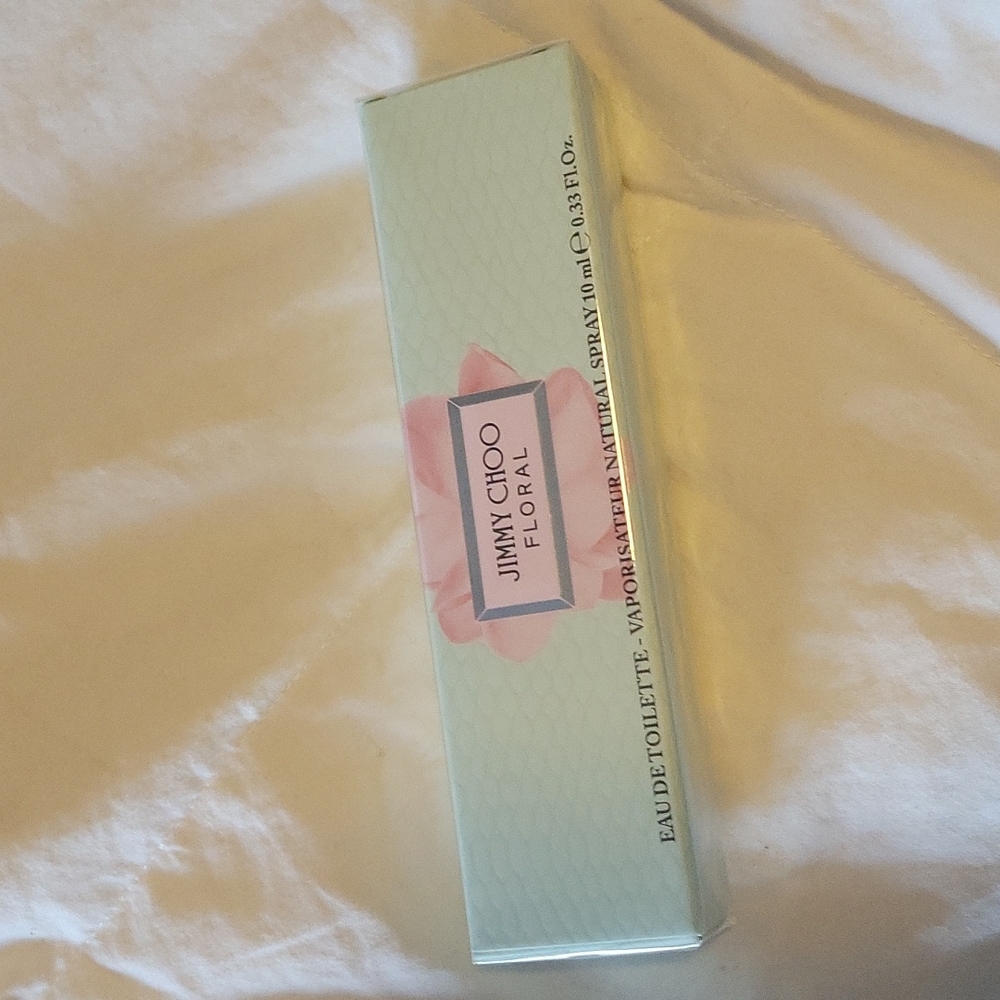 JIMMY CHOO
FLORAL
EAU DE TOILETTE - VAPORISATEUR NATURAL SPRAY 10 ml ℮ 0.33 Fl.Oz.